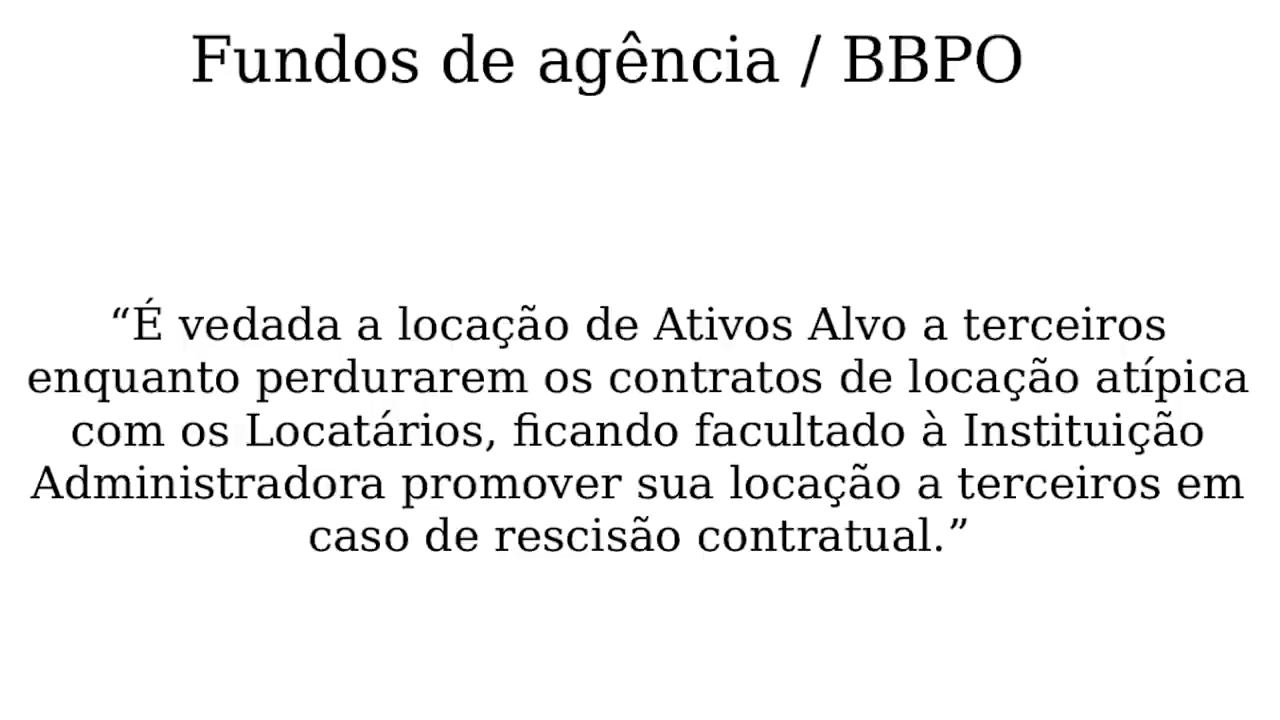 Fundos de agência / BBPO
“É vedada a locação de Ativos Alvo a terceiros
enquanto perdurarem os contratos de locação atípica
com os Locatários, ficando facultado à Instituição
Administradora promover sua locação a terceiros em
caso de rescisão contratual.”